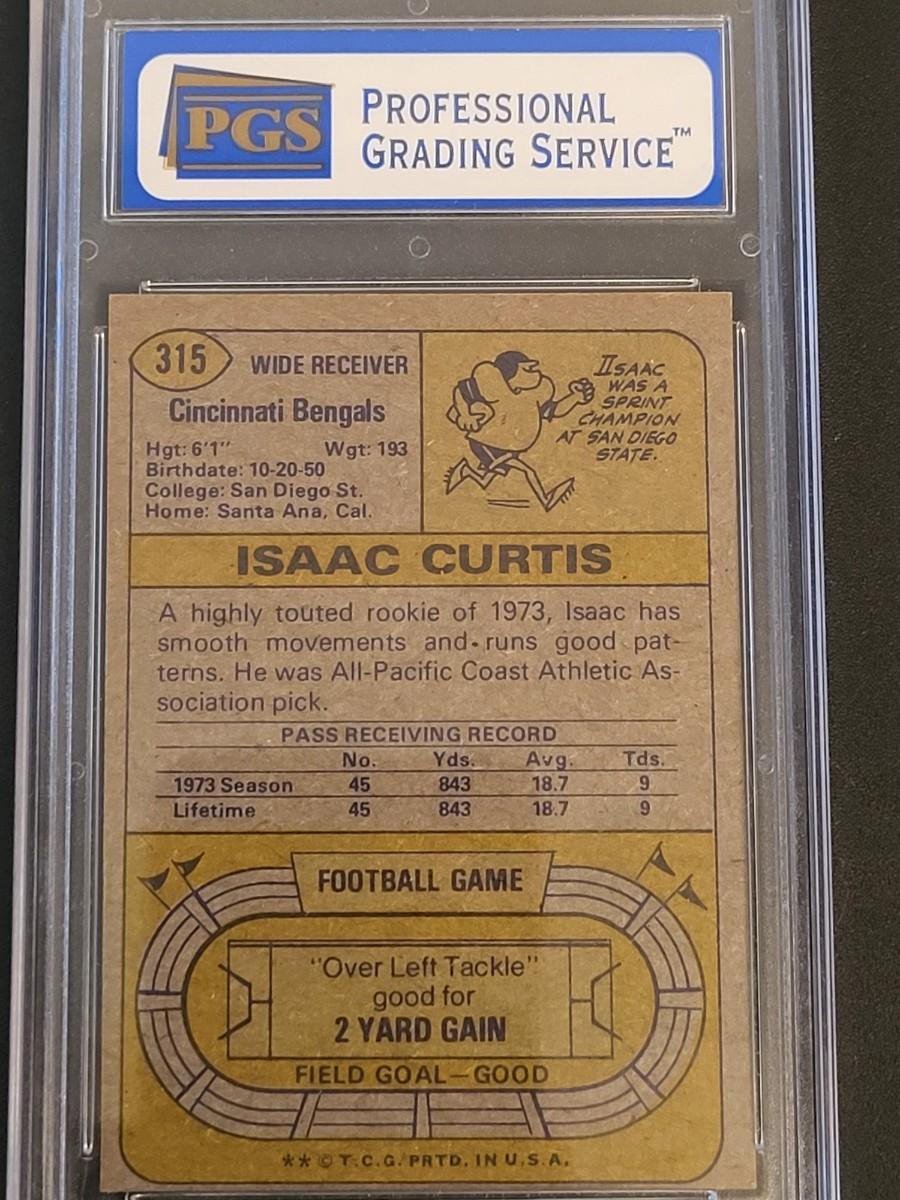 PGS
PROFESSIONAL
GRADING SERVICE™
315
WIDE RECEIVER
Cincinnati Bengals
Hgt: 6'1" Wgt: 193
Birthdate: 10-20-50
College: San Diego St.
Home: Santa Ana, Cal.
ISAAC
WAS A
SPRINT
CHAMPION
AT SAN DIEGO
STATE.
ISAAC CURTIS
A highly touted rookie of 1973, Isaac has
smooth movements and runs good pat-
terns. He was All-Pacific Coast Athletic As-
sociation pick.
PASS RECEIVING RECORD
No. Yds. Avg. Tds.
1973 Season 45 843 18.7 9
Lifetime 45 843 18.7 9
FOOTBALL GAME
"Over Left Tackle"
good for
2 YARD GAIN
FIELD GOAL—GOOD
** © T.C.G. PRTD. IN U.S.A.